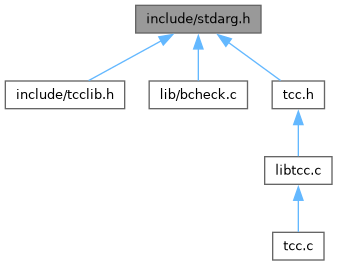 include/stdarg.h
include/tcclib.h
lib/bcheck.c
tcc.h
libtcc.c
tcc.c